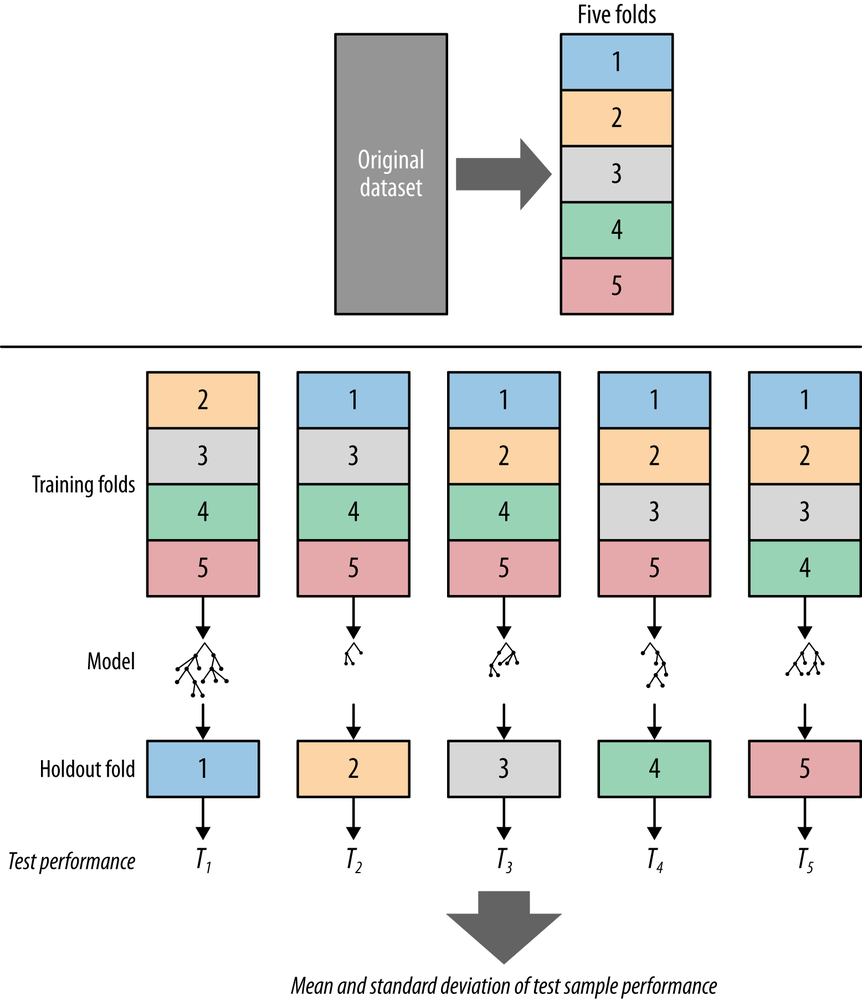 Five folds
Original
dataset
1
2
3
4
5
Training folds
2
3
4
5
1
3
4
5
1
2
4
5
1
2
3
5
1
2
3
4
Model
Holdout fold
1
2
3
4
5
Test performance
T1
T2
T3
T4
T5
Mean and standard deviation of test sample performance